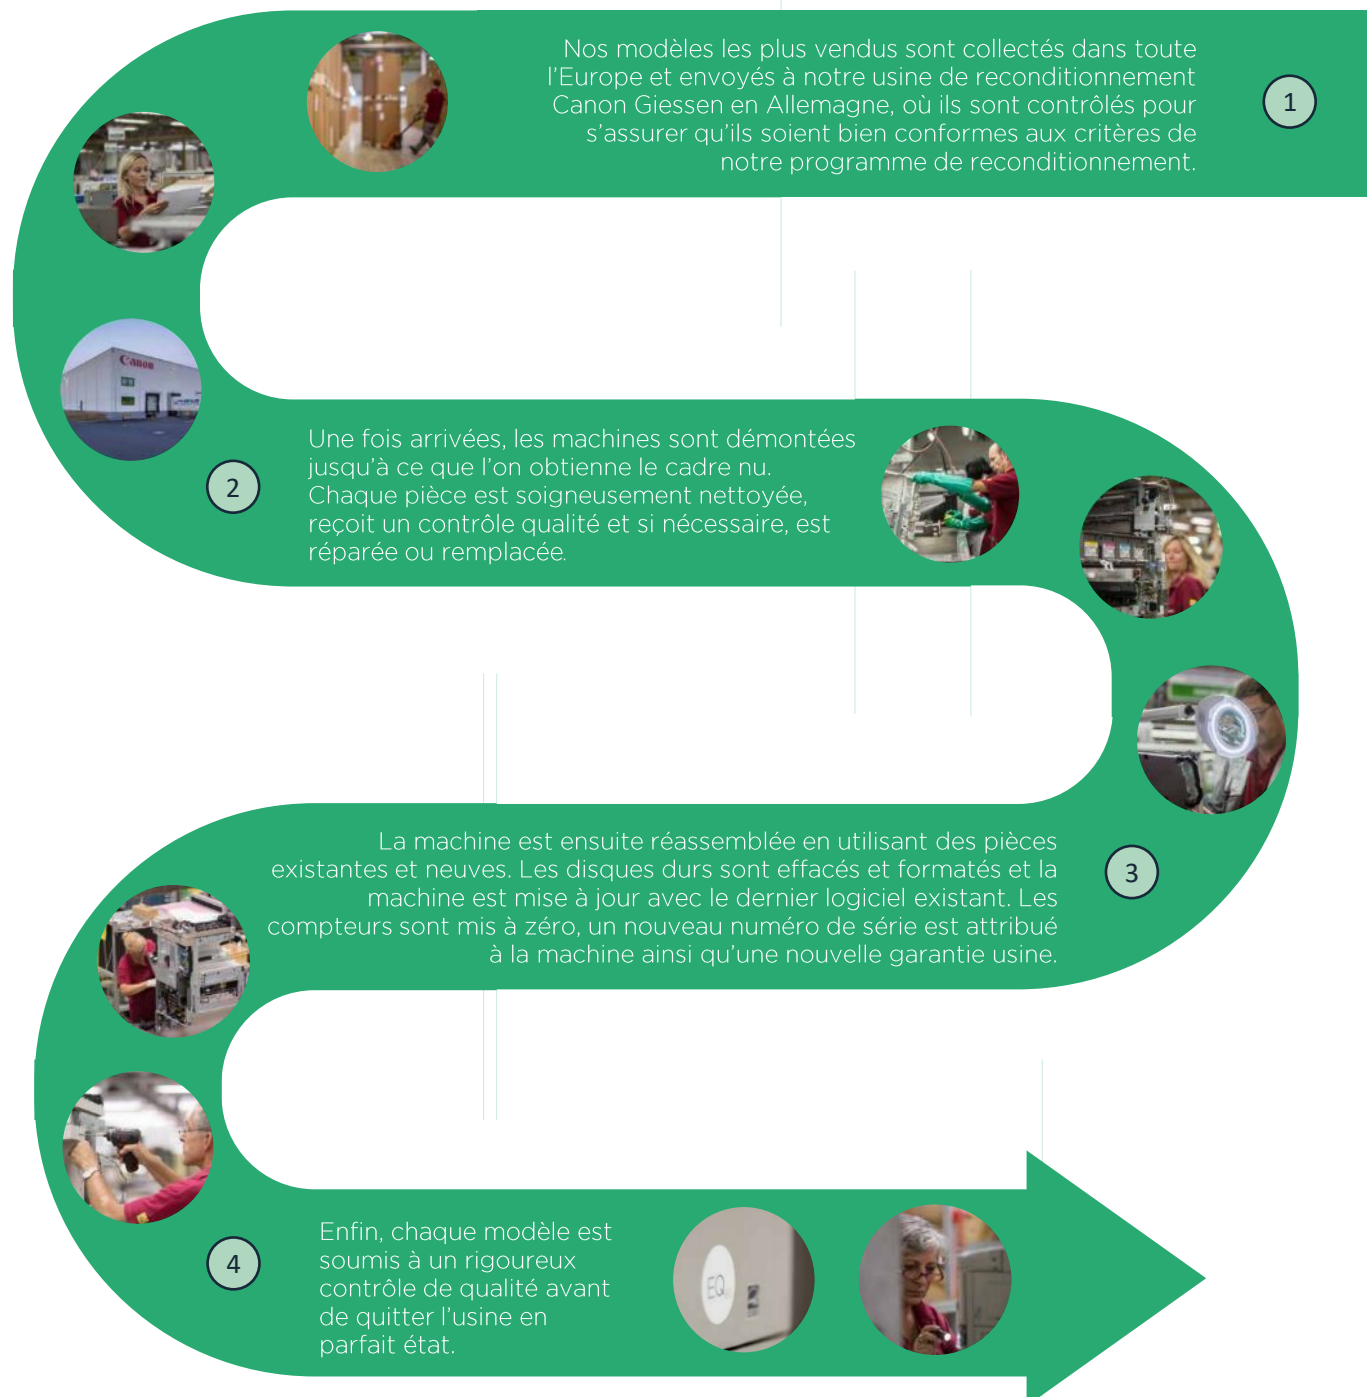 Nos modèles les plus vendus sont collectés dans toute
l'Europe et envoyés à notre usine de reconditionnement
Canon Giessen en Allemagne, où ils sont contrôlés pour
s'assurer qu'ils soient bien conformes aux critères de
notre programme de reconditionnement.
1
Canon
Une fois arrivées, les machines sont démontées
jusqu'à ce que l'on obtienne le cadre nu.
Chaque pièce est soigneusement nettoyée,
reçoit un contrôle qualité et si nécessaire, est
réparée ou remplacée.
2
La machine est ensuite réassemblée en utilisant des pièces
existantes et neuves. Les disques durs sont effacés et formatés et la
machine est mise à jour avec le dernier logiciel existant. Les
compteurs sont mis à zéro, un nouveau numéro de série est attribué
à la machine ainsi qu'une nouvelle garantie usine.
3
Enfin, chaque modèle est
soumis à un rigoureux
contrôle de qualité avant
de quitter l'usine en
parfait état.
4
EQ